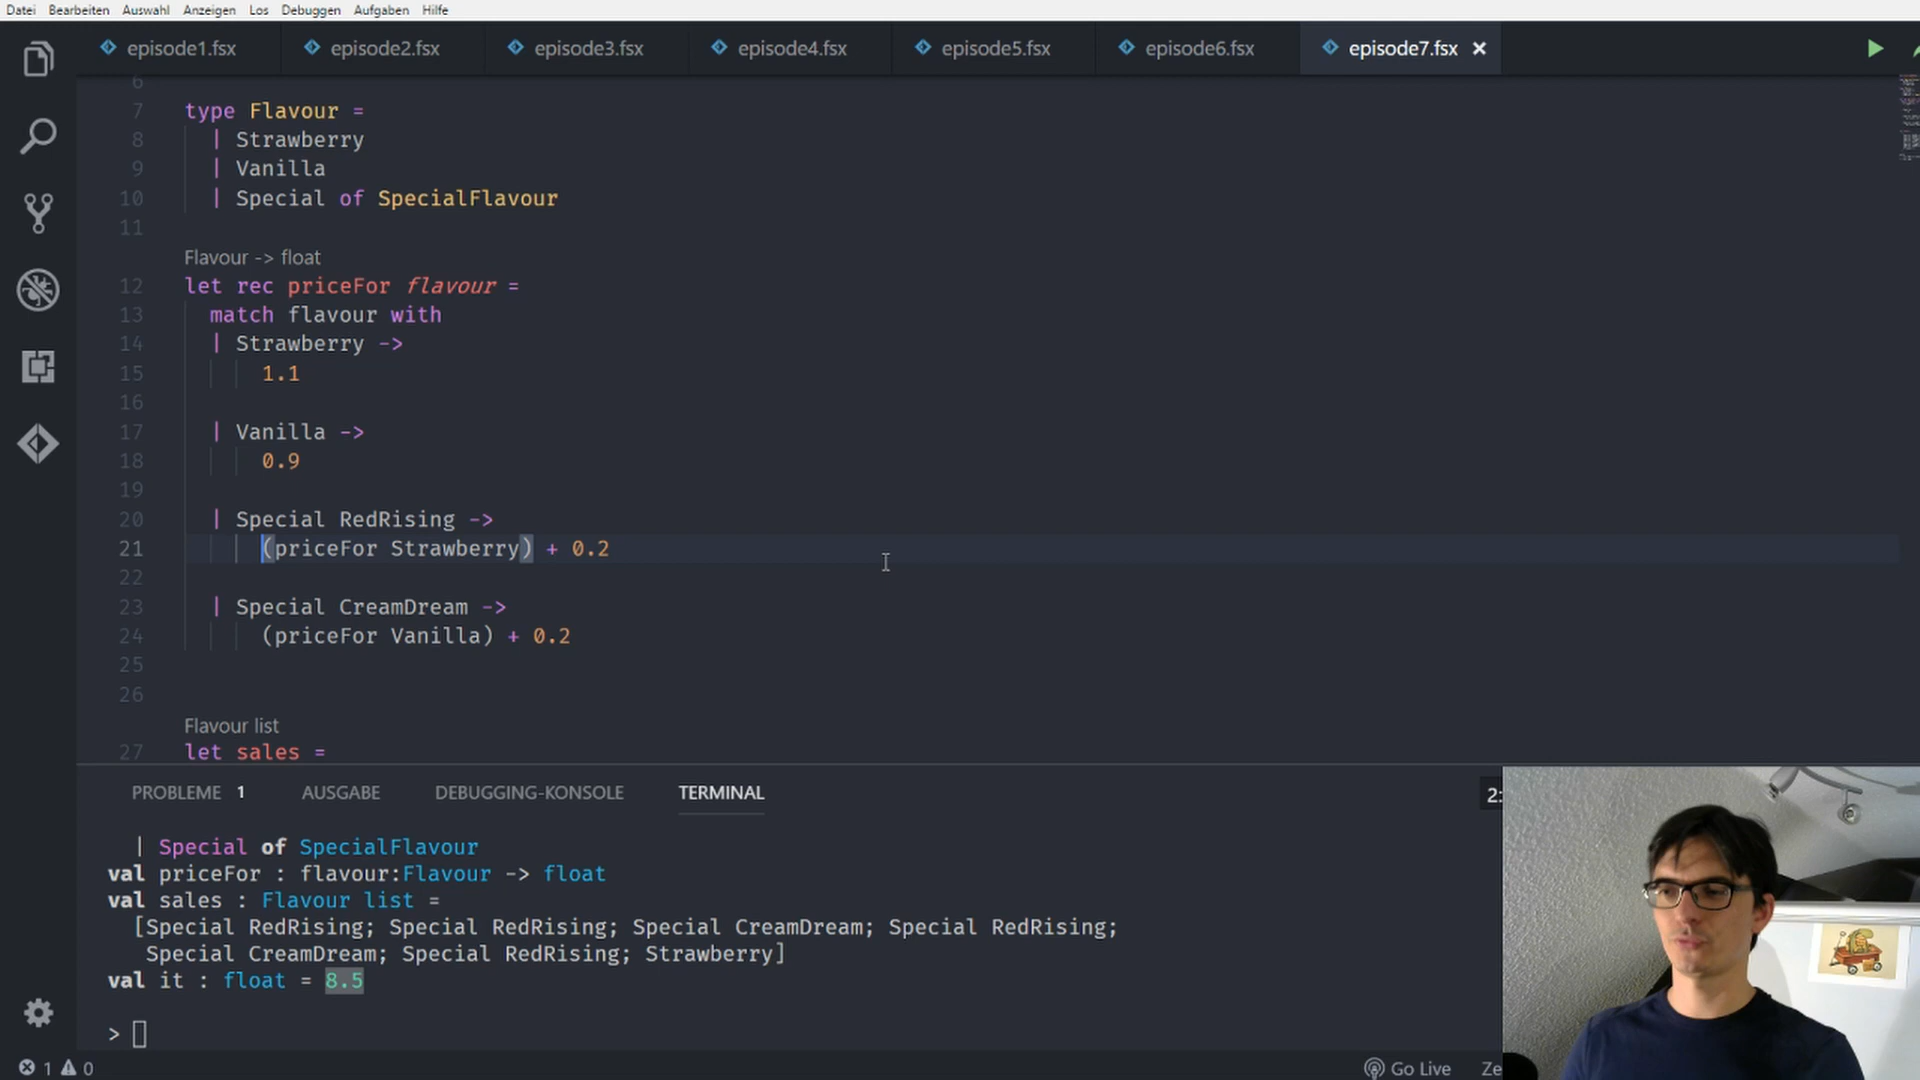 Datei Bearbeiten Auswahl Anzeigen Los Debuggen Aufgaben Hilfe
episode1.fsx episode2.fsx episode3.fsx episode4.fsx episode5.fsx episode6.fsx episode7.fsx
6
7 type Flavour =
8 | Strawberry
9 | Vanilla
10 | Special of SpecialFlavour
11
Flavour -> float
12 let rec priceFor flavour =
13 match flavour with
14 | Strawberry ->
15 1.1
16
17 | Vanilla ->
18 0.9
19
20 | Special RedRising ->
21 (priceFor Strawberry) + 0.2
22
23 | Special CreamDream ->
24 (priceFor Vanilla) + 0.2
25
26
Flavour list
27 let sales =
PROBLEME 1 AUSGABE DEBUGGING-KONSOLE TERMINAL 2:
| Special of SpecialFlavour
val priceFor : flavour:Flavour -> float
val sales : Flavour list =
[Special RedRising; Special RedRising; Special CreamDream; Special RedRising;
Special CreamDream; Special RedRising; Strawberry]
val it : float = 8.5
>
1 0 Go Live Ze